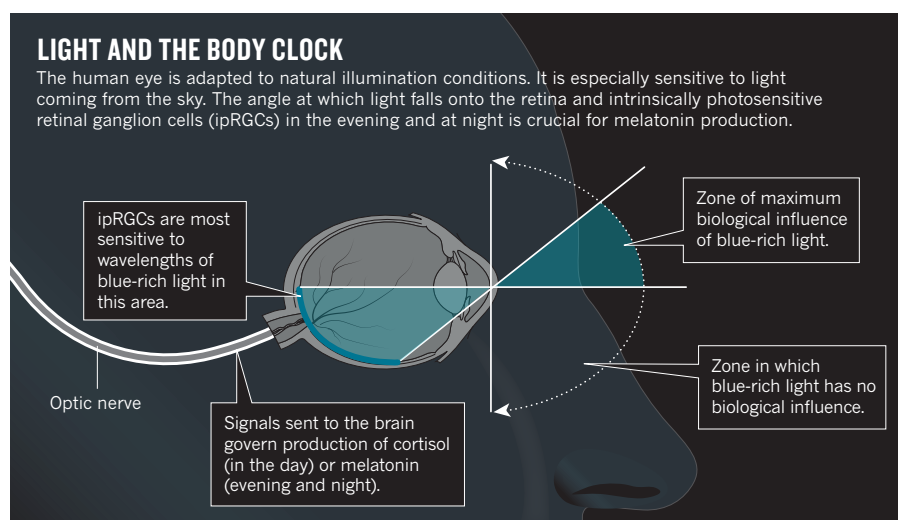 LIGHT AND THE BODY CLOCK
The human eye is adapted to natural illumination conditions. It is especially sensitive to light
coming from the sky. The angle at which light falls onto the retina and intrinsically photosensitive
retinal ganglion cells (ipRGCs) in the evening and at night is crucial for melatonin production.
ipRGCs are most
sensitive to
wavelengths of
blue-rich light in
this area.
Zone of maximum
biological influence
of blue-rich light.
Zone in which
blue-rich light has no
biological influence.
Optic nerve
Signals sent to the brain
govern production of cortisol
(in the day) or melatonin
(evening and night).